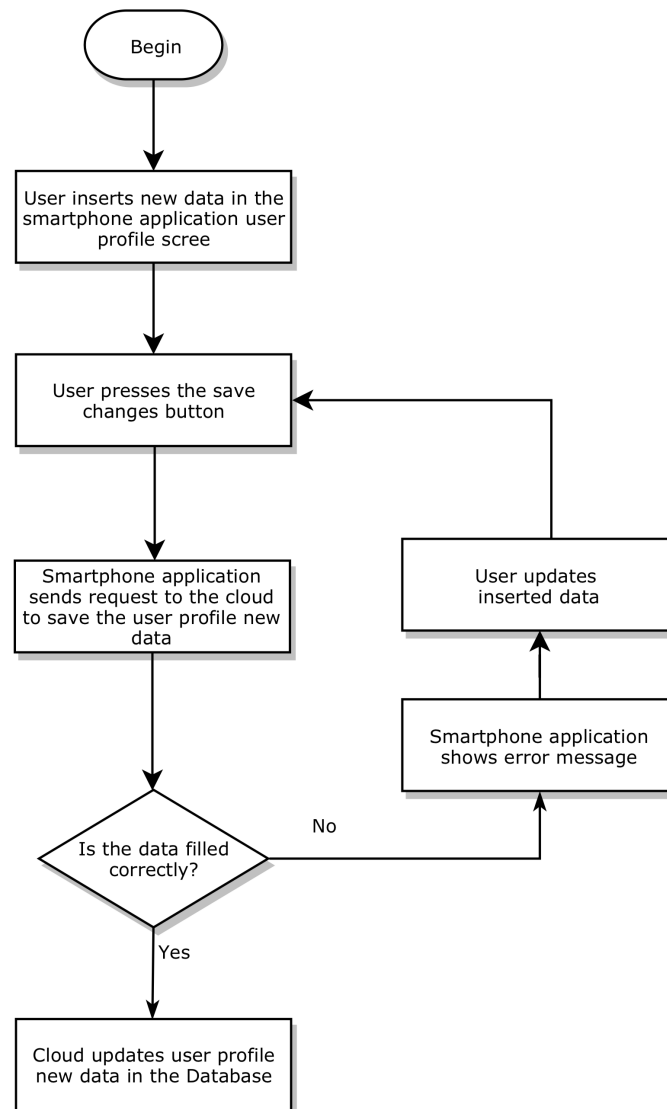 Begin
User inserts new data in the
smartphone application user
profile scree
User presses the save
changes button
Smartphone application
sends request to the cloud
to save the user profile new
data
User updates
inserted data
Smartphone application
shows error message
No
Is the data filled
correctly?
Yes
Cloud updates user profile
new data in the Database